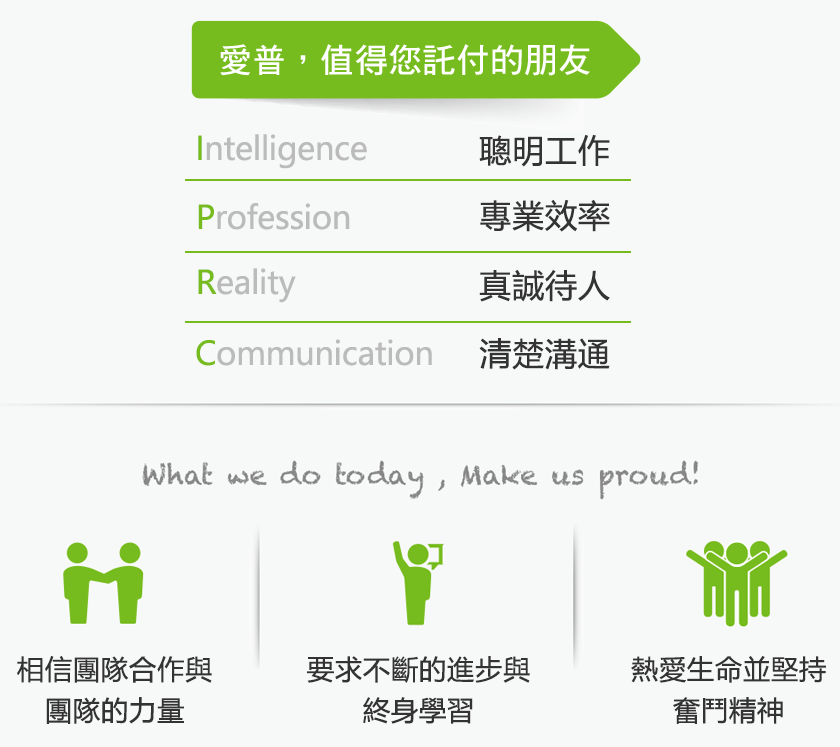 愛普，值得您託付的朋友
Intelligence 聰明工作
Profession 專業效率
Reality 真誠待人
Communication 清楚溝通
What we do today , Make us proud!
相信團隊合作與
團隊的力量
要求不斷的進步與
終身學習
熱愛生命並堅持
奮鬥精神